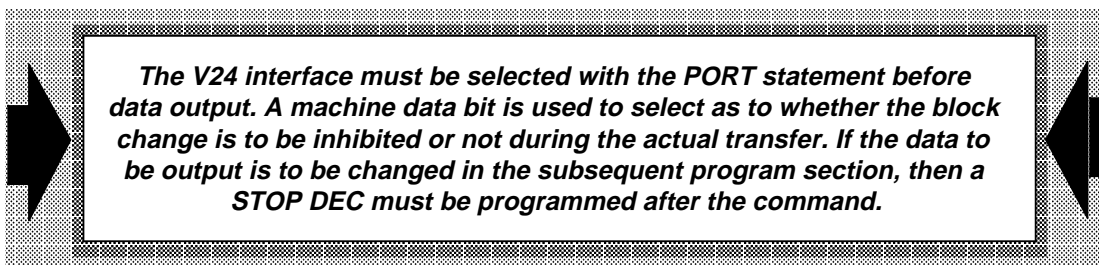 The V24 interface must be selected with the PORT statement before
data output. A machine data bit is used to select as to whether the block
change is to be inhibited or not during the actual transfer. If the data to
be output is to be changed in the subsequent program section, then a
STOP DEC must be programmed after the command.